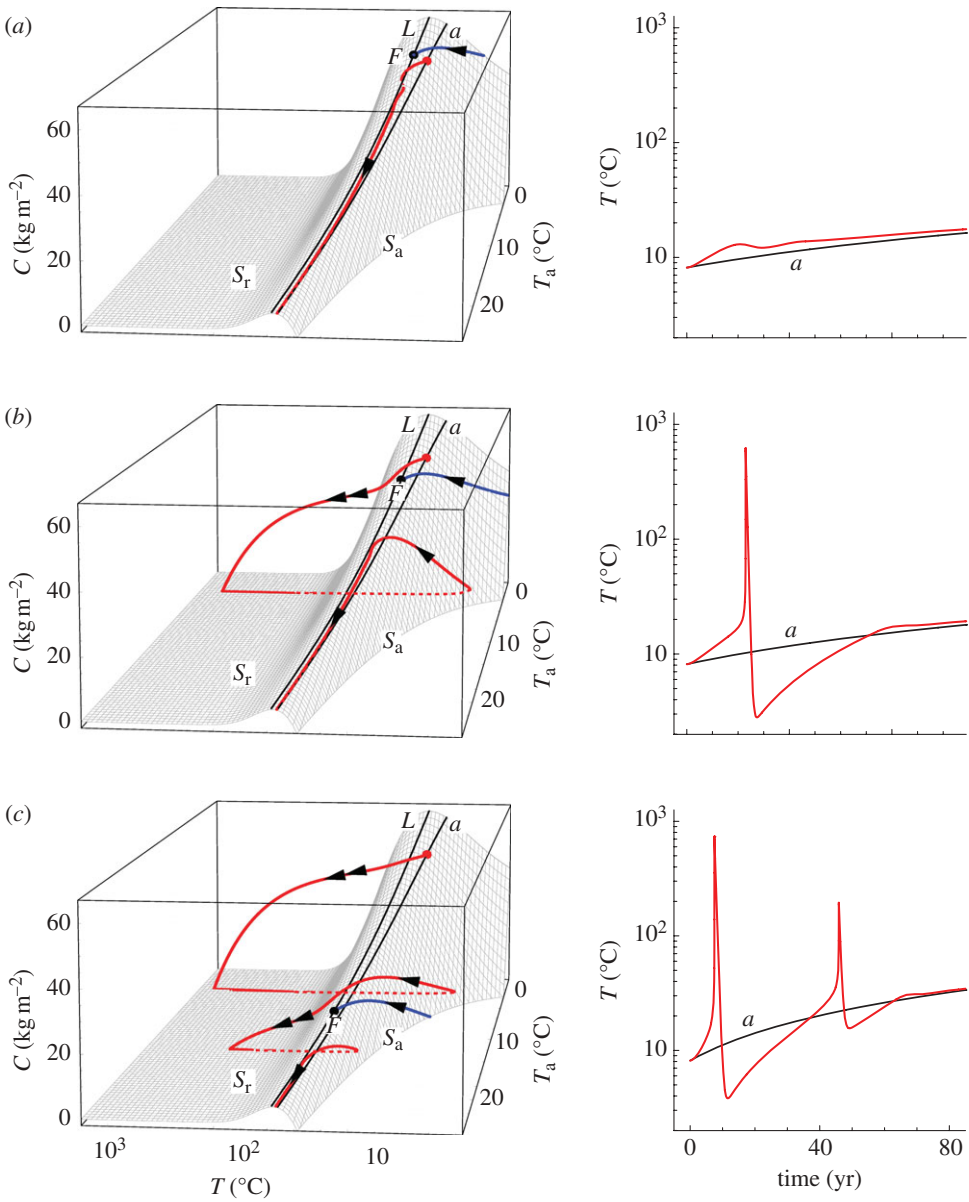 (a)
L
a
F
60
40
20
0
C (kg m⁻²)
S_r
S_a
0
10
20
T_a (°C)
10³
10²
10
T (°C)
a
(b)
L
a
F
60
40
20
0
C (kg m⁻²)
S_r
S_a
0
10
20
T_a (°C)
10³
10²
10
T (°C)
a
(c)
L
a
F
60
40
20
0
C (kg m⁻²)
S_r
S_a
0
10
20
T_a (°C)
10³
10²
10
T (°C)
10³
10²
10
T (°C)
a
0
40
80
time (yr)